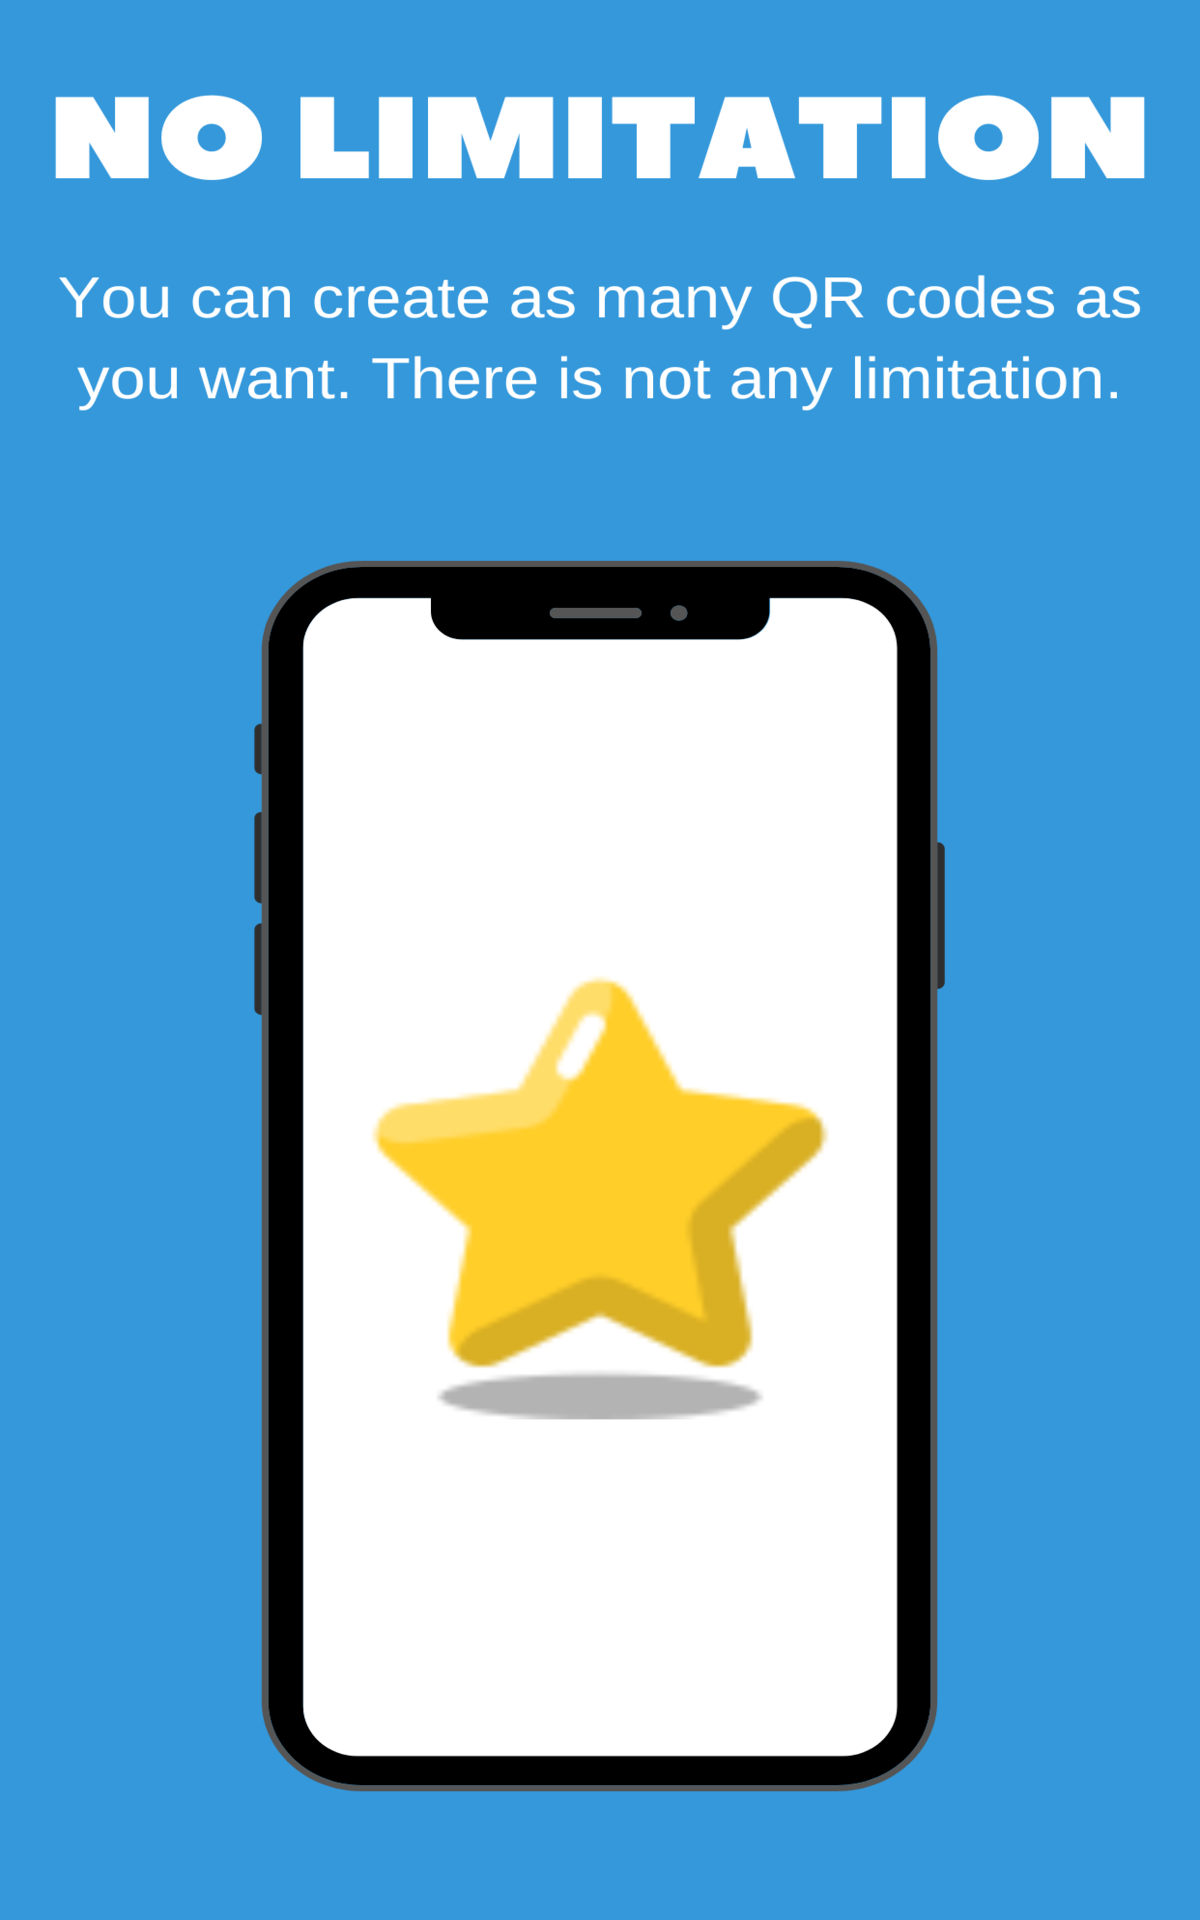 NO LIMITATION
You can create as many QR codes as
you want. There is not any limitation.